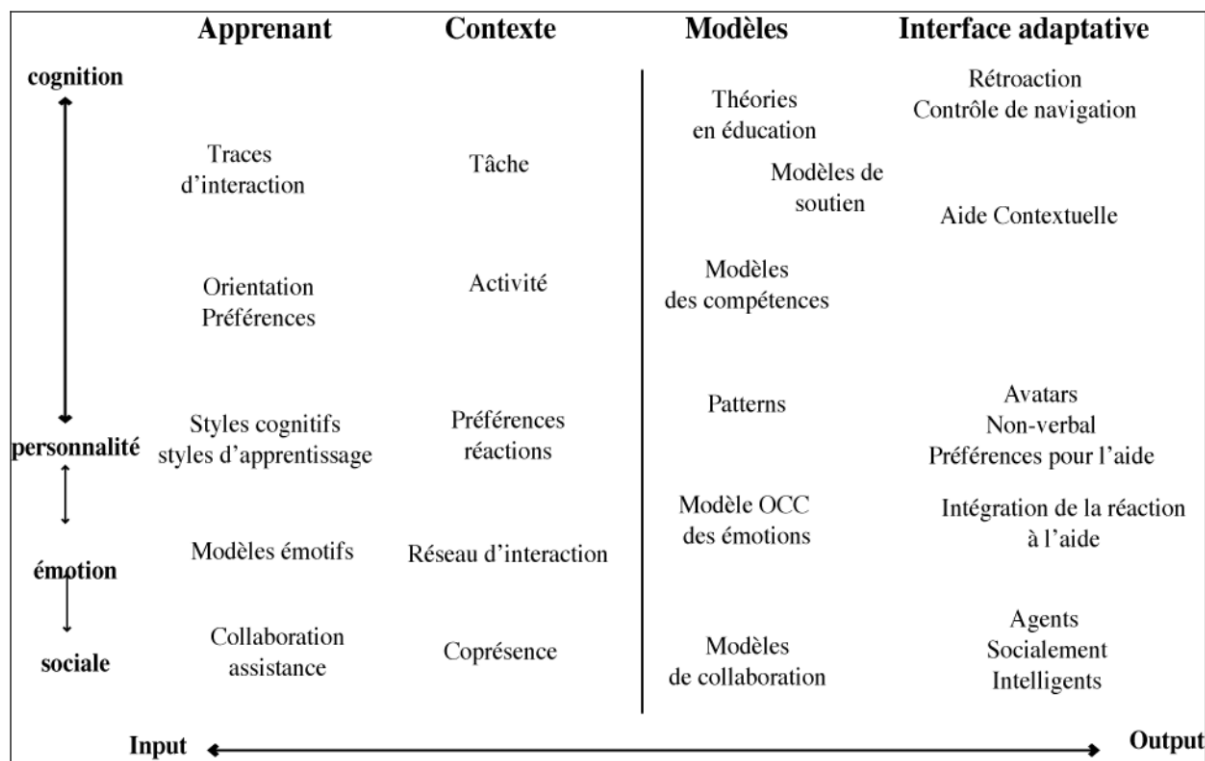 Apprenant Contexte Modèles Interface adaptative
cognition
Rétroaction
Contrôle de navigation
Théories
en éducation
Traces
d'interaction
Tâche
Modèles de
soutien
Aide Contextuelle
Orientation
Préférences
Activité
Modèles
des compétences
personnalité
Styles cognitifs
styles d'apprentissage
Préférences
réactions
Patterns
Avatars
Non-verbal
Préférences pour l'aide
Modèle OCC
des émotions
Intégration de la réaction
à l'aide
émotion
Modèles émotifs
Réseau d'interaction
sociale
Collaboration
assistance
Coprésence
Modèles
de collaboration
Agents
Socialement
Intelligents
Input Output